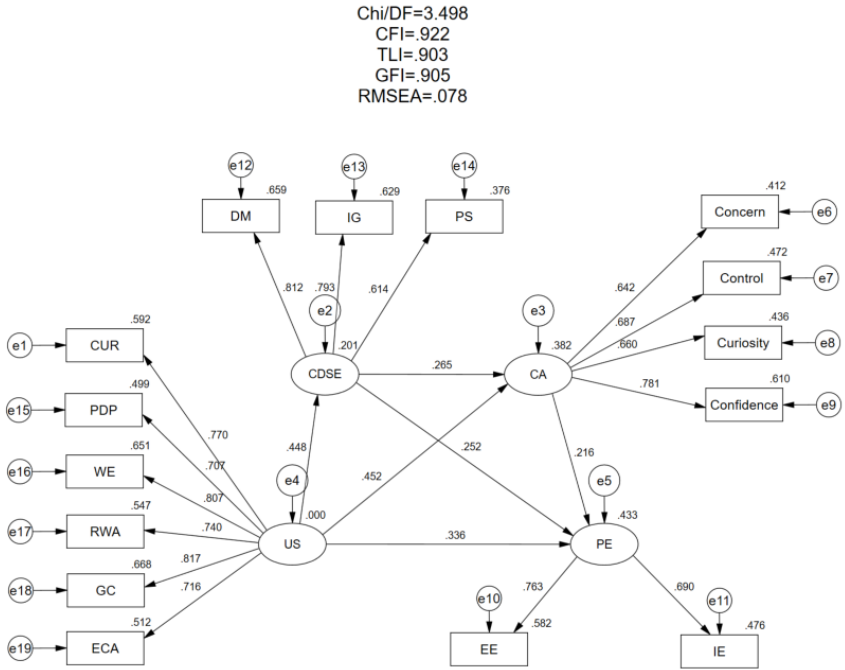 Chi/DF=3.498
CFI=.922
TLI=.903
GFI=.905
RMSEA=.078
e12
e13
e14
.659
.629
.376
DM
IG
PS
.412
Concern
e6
.472
Control
e7
.436
Curiosity
e8
.610
Confidence
e9
.812
.793
.614
.642
.687
.660
.781
e2
e3
.201
.382
CDSE
.265
CA
.592
e1
CUR
.499
e15
PDP
.651
e16
WE
.547
e17
RWA
.668
e18
GC
.512
e19
ECA
.770
.707
.807
.740
.817
.716
.448
.452
.252
.216
e4
e5
.000
.433
US
.336
PE
.763
.690
e10
e11
.582
.476
EE
IE